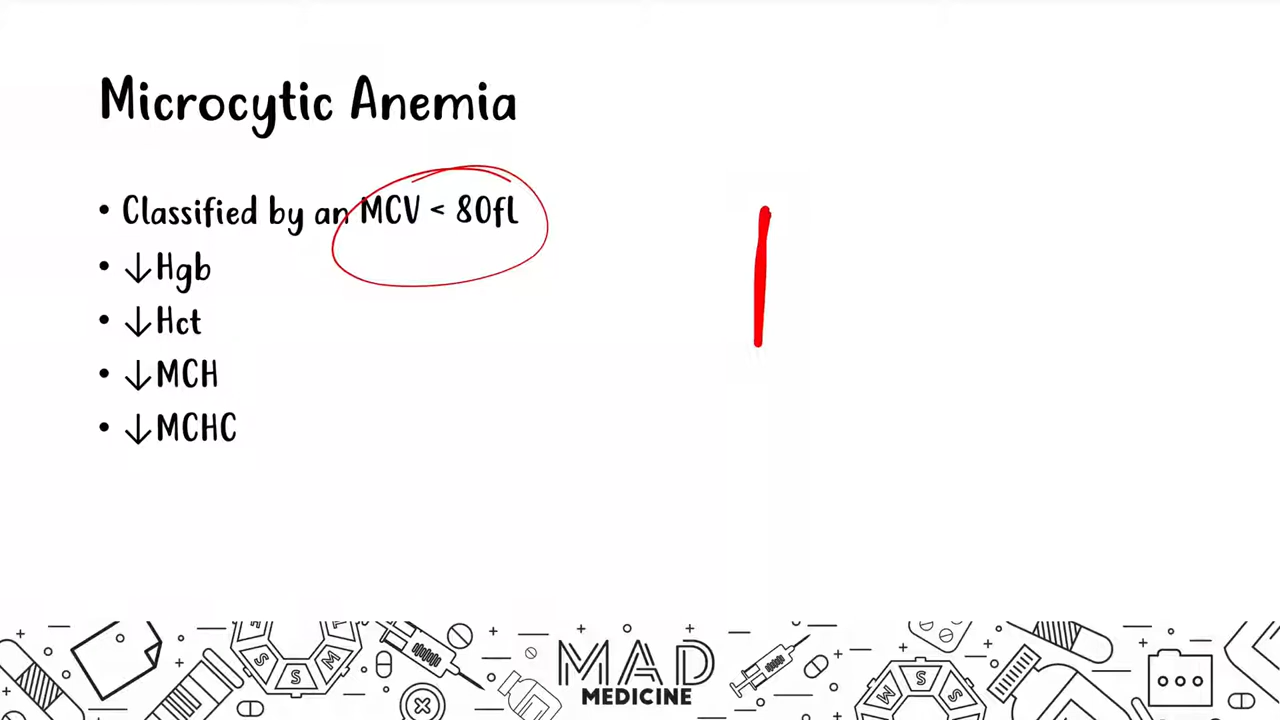 Microcytic Anemia
• Classified by an MCV < 80fL
• ↓Hgb
• ↓Hct
• ↓MCH
• ↓MCHC
MAD
MEDICINE